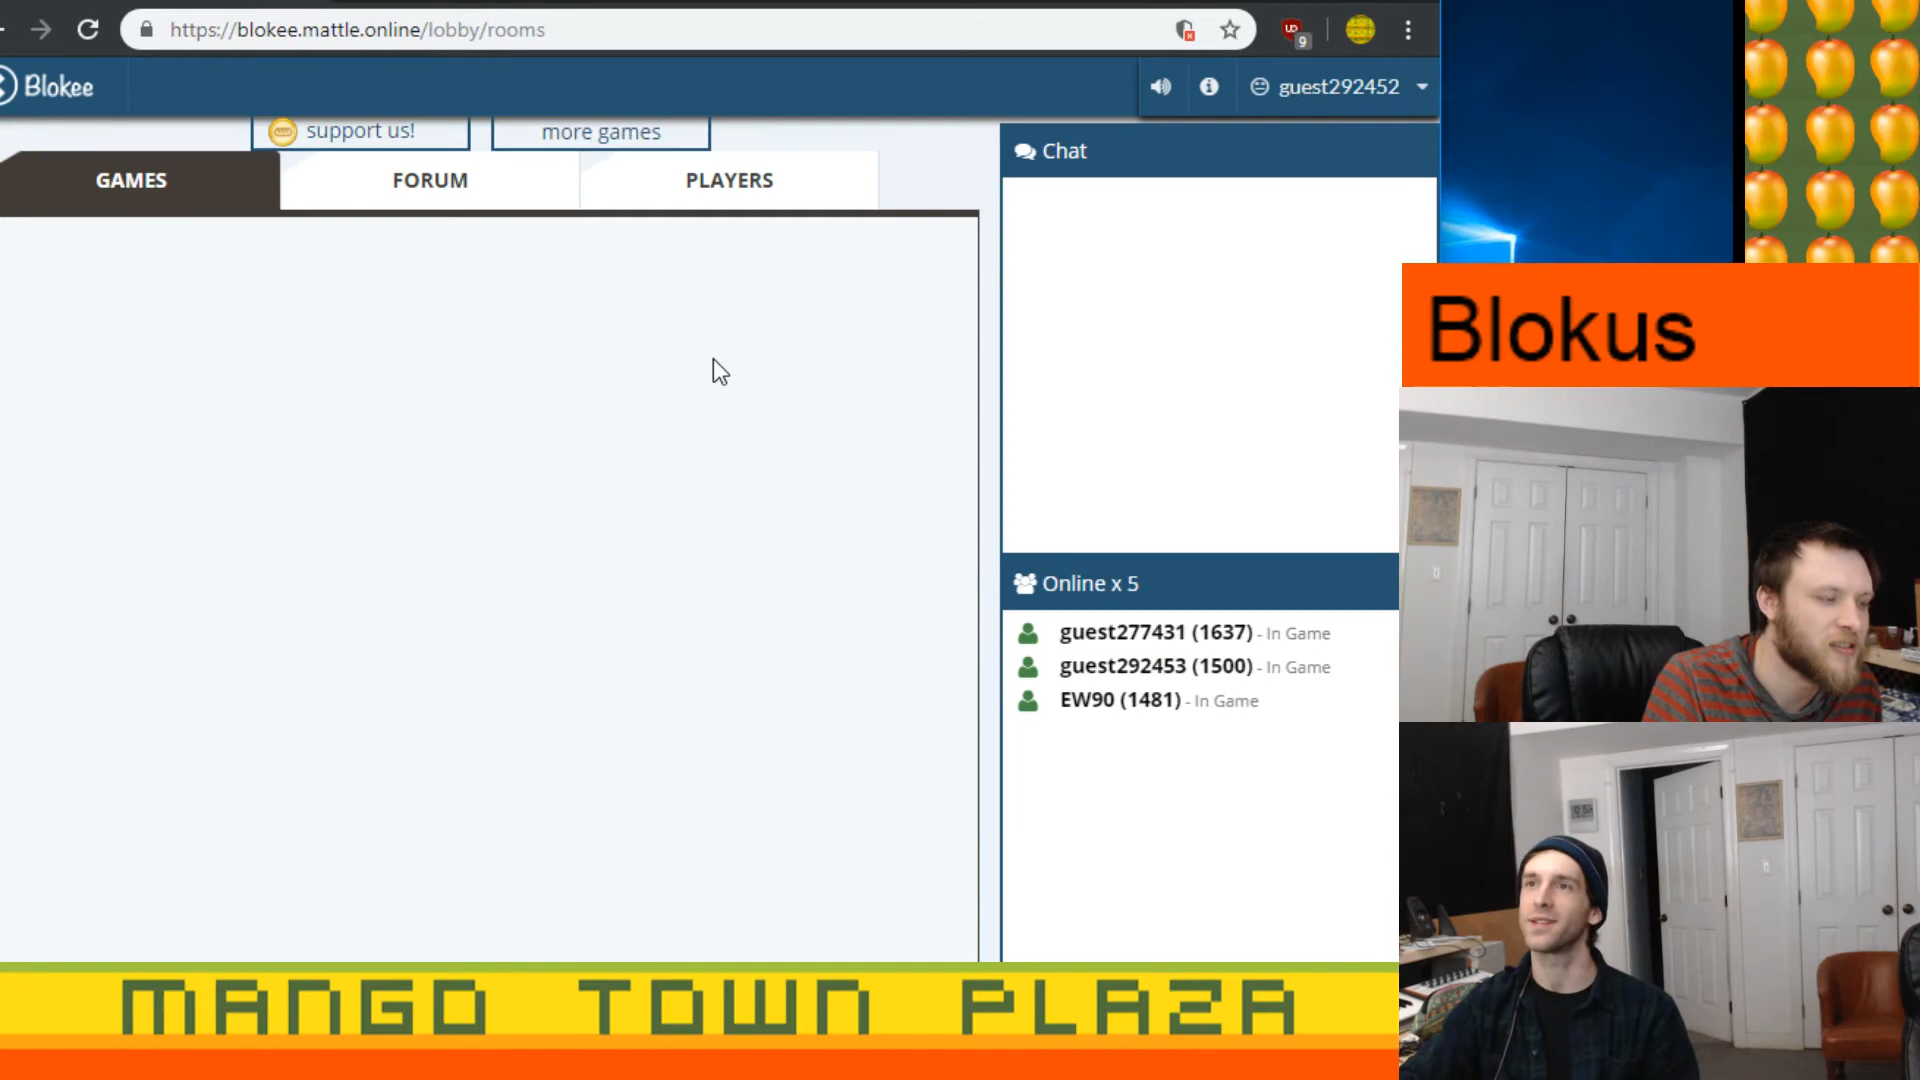 https://blokee.mattle.online/lobby/rooms
9
Blokee
guest292452
support us!
more games
GAMES
FORUM
PLAYERS
Chat
Blokus
Online x 5
guest277431 (1637) - In Game
guest292453 (1500) - In Game
EW90 (1481) - In Game
MANGO TOWN PLAZA